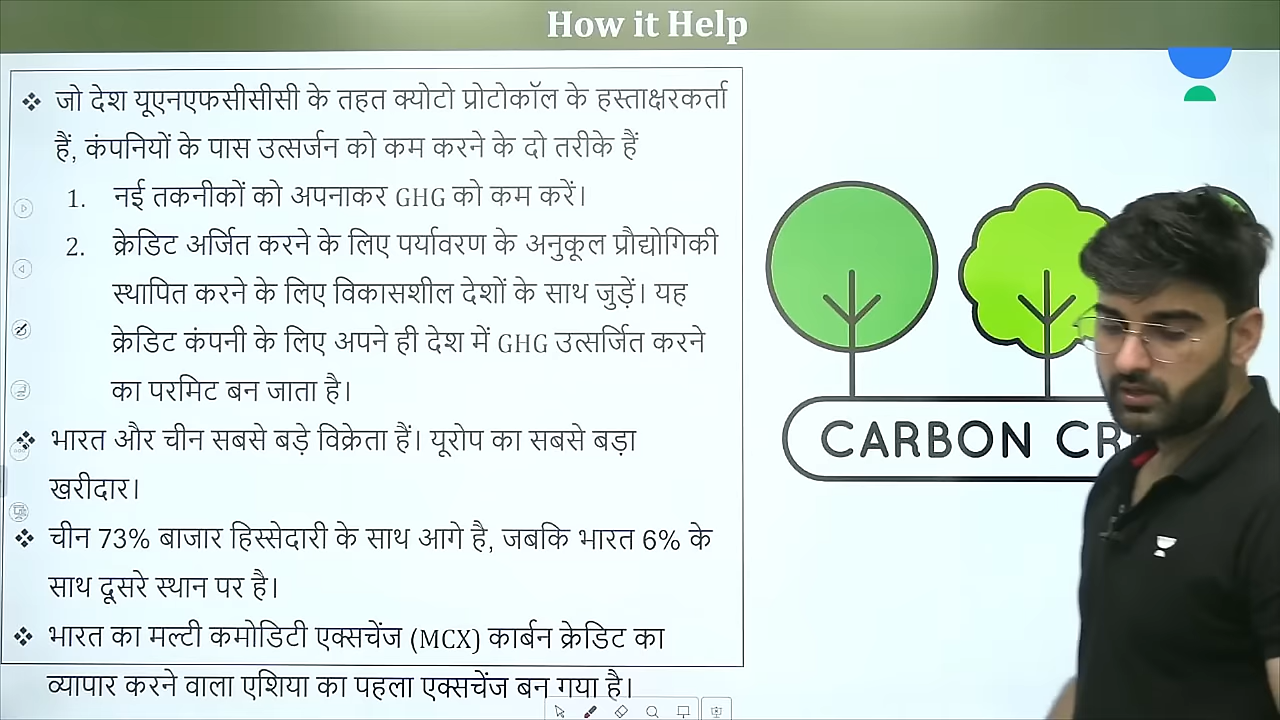 How it Help
❖ जो देश यूएनएफसीसीसी के तहत क्योटो प्रोटोकॉल के हस्ताक्षरकर्ता
हैं, कंपनियों के पास उत्सर्जन को कम करने के दो तरीके हैं
1. नई तकनीकों को अपनाकर GHG को कम करें।
2. क्रेडिट अर्जित करने के लिए पर्यावरण के अनुकूल प्रौद्योगिकी
स्थापित करने के लिए विकासशील देशों के साथ जुड़ें। यह
क्रेडिट कंपनी के लिए अपने ही देश में GHG उत्सर्जित करने
का परमिट बन जाता है।
❖ भारत और चीन सबसे बड़े विक्रेता हैं। यूरोप का सबसे बड़ा
खरीदार।
❖ चीन 73% बाजार हिस्सेदारी के साथ आगे है, जबकि भारत 6% के
साथ दूसरे स्थान पर है।
❖ भारत का मल्टी कमोडिटी एक्सचेंज (MCX) कार्बन क्रेडिट का
व्यापार करने वाला एशिया का पहला एक्सचेंज बन गया है।
CARBON CR